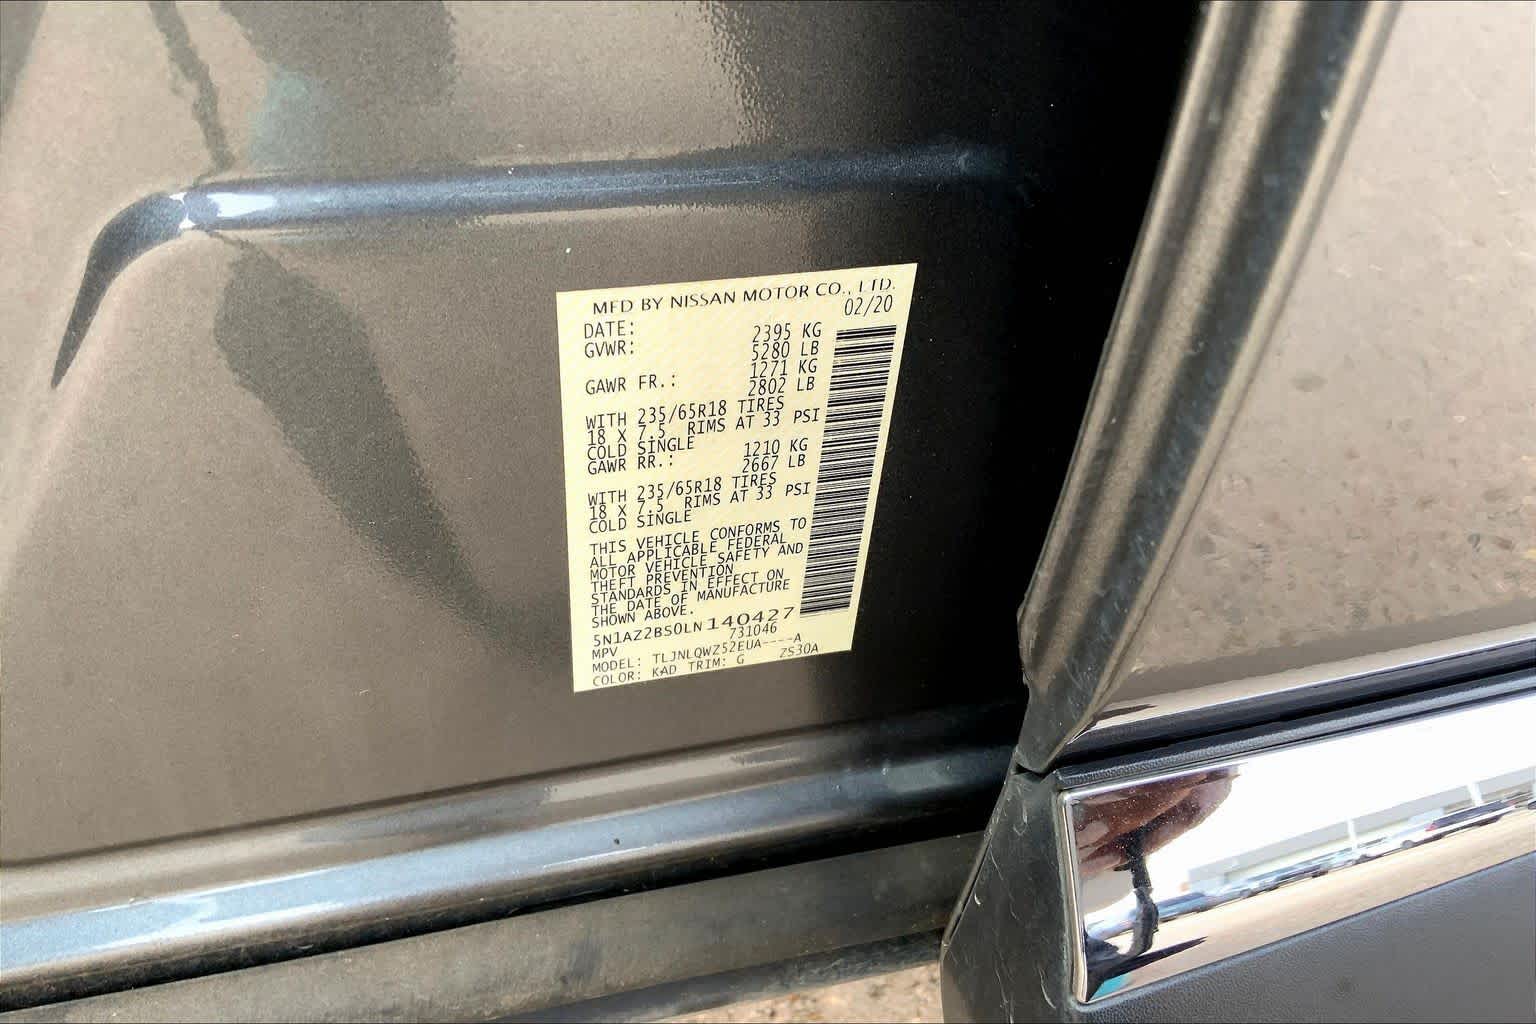 MFD BY NISSAN MOTOR CO., LTD.
DATE: 02/20
GVWR: 2395 KG
5280 LB
GAWR FR.: 1271 KG
2802 LB
WITH 235/65R18 TIRES
18 X 7.5 RIMS AT 33 PSI
COLD SINGLE
GAWR RR.: 1210 KG
2667 LB
WITH 235/65R18 TIRES
18 X 7.5 RIMS AT 33 PSI
COLD SINGLE
THIS VEHICLE CONFORMS TO
ALL APPLICABLE FEDERAL
MOTOR VEHICLE SAFETY AND
THEFT PREVENTION
STANDARDS IN EFFECT ON
THE DATE OF MANUFACTURE
SHOWN ABOVE.
5N1AZ2BS0LN140427
MPV 731046
MODEL: TLJNLQWZ52EUA----A
COLOR: KAD TRIM: G ZS30A